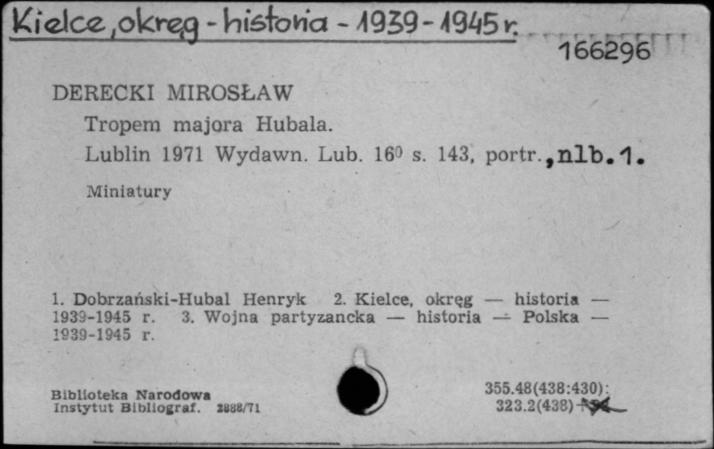 Kielce, okręg - historia - 1939-1945 r.
166296
DERECKI MIROSŁAW
Tropem majora Hubala.
Lublin 1971 Wydawn. Lub. 16⁰ s. 143, portr., nlb. 1.
Miniatury
1. Dobrzański-Hubal Henryk 2. Kielce, okręg — historia —
1939-1945 r. 3. Wojna partyzancka — historia — Polska —
1939-1945 r.
Biblioteka Narodowa
Instytut Bibliograf. 2888/71
355.48(438:430):
323.2(438)